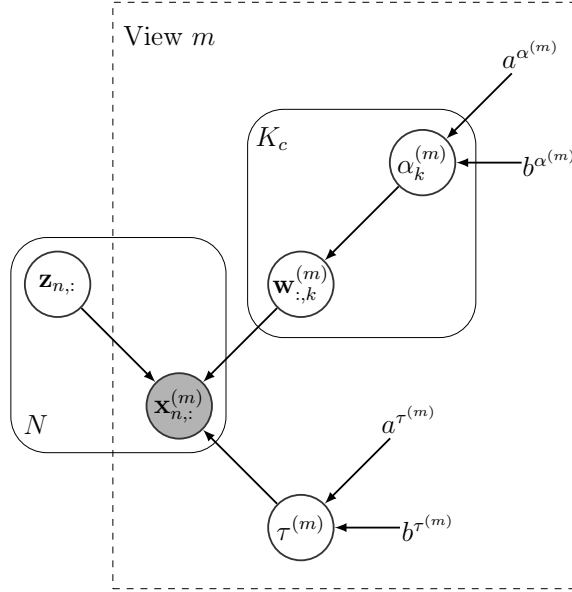 View m
a^{α^{(m)}}
K_c
α_k^{(m)}
b^{α^{(m)}}
z_{n,:}
w_{:,k}^{(m)}
x_{n,:}^{(m)}
N
a^{τ^{(m)}}
τ^{(m)}
b^{τ^{(m)}}